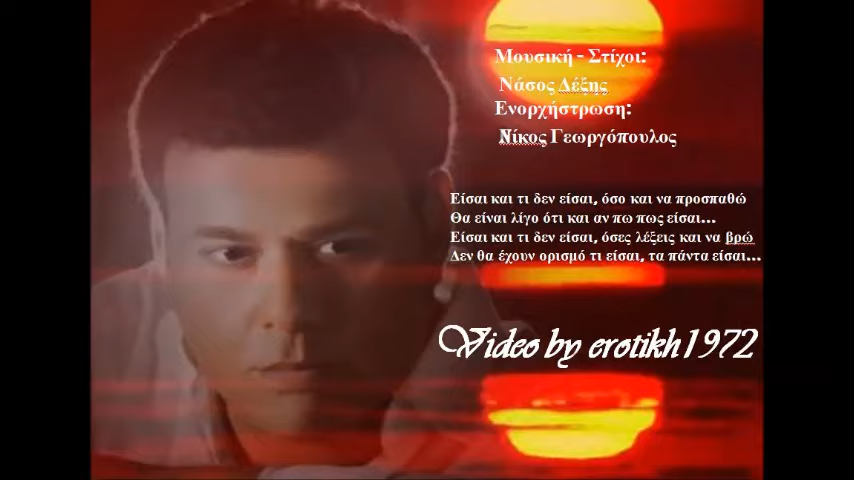 Μουσική - Στίχοι:
Νάσος Δέξης
Ενορχήστρωση:
Νίκος Γεωργόπουλος
Είσαι και τι δεν είσαι, όσο και να προσπαθώ
Θα είναι λίγο ότι και αν πω πως είσαι...
Είσαι και τι δεν είσαι, όσες λέξεις και να βρώ
Δεν θα έχουν ορισμό τι είσαι, τα πάντα είσαι...
Video by erotikh1972